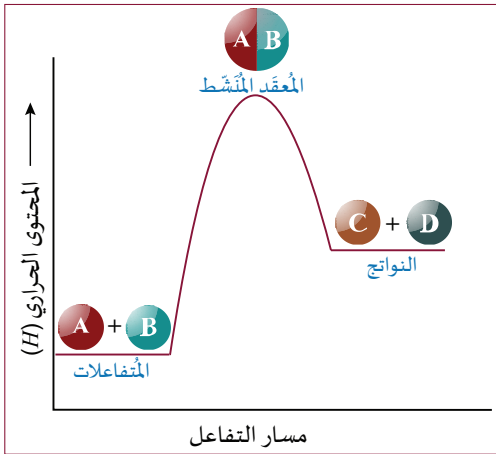 A B
المُعقَد المُنَشّط
المحتوى الحراري (H)
C + D
النواتج
A + B
المُتفاعلات
مسار التفاعل